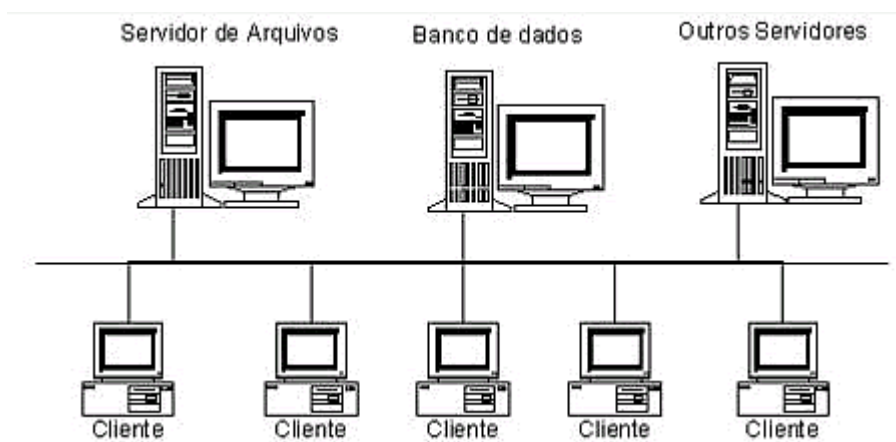 Servidor de Arquivos
Banco de dados
Outros Servidores
Cliente
Cliente
Cliente
Cliente
Cliente